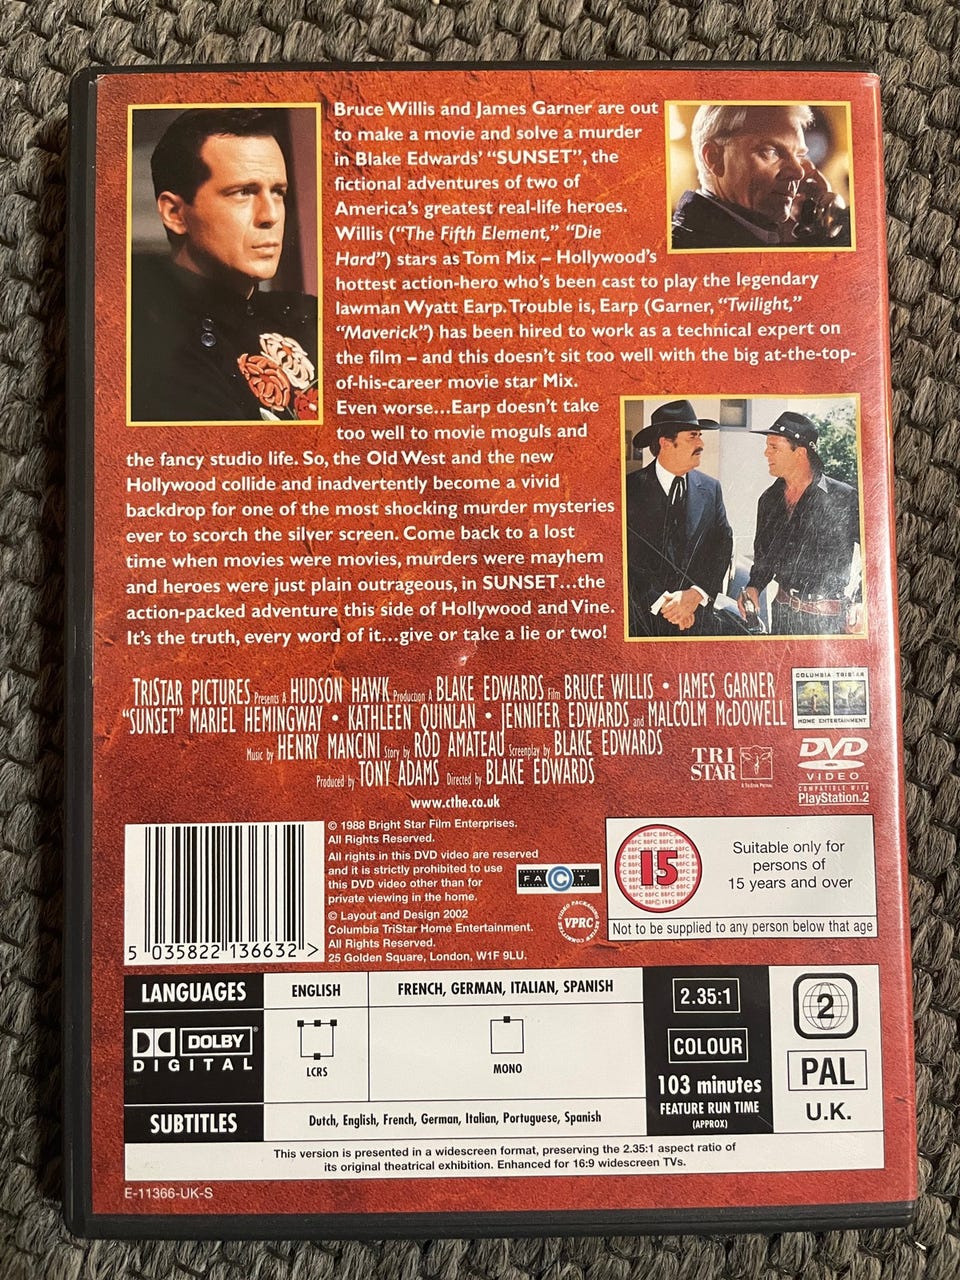 Bruce Willis and James Garner are out
to make a movie and solve a murder
in Blake Edwards' "SUNSET", the
fictional adventures of two of
America's greatest real-life heroes.
Willis ("The Fifth Element," "Die
Hard") stars as Tom Mix – Hollywood's
hottest action-hero who's been cast to play the legendary
lawman Wyatt Earp. Trouble is, Earp (Garner, "Twilight,"
"Maverick") has been hired to work as a technical expert on
the film – and this doesn't sit too well with the big at-the-top-
of-his-career movie star Mix.
Even worse...Earp doesn't take
too well to movie moguls and
the fancy studio life. So, the Old West and the new
Hollywood collide and inadvertently become a vivid
backdrop for one of the most shocking murder mysteries
ever to scorch the silver screen. Come back to a lost
time when movies were movies, murders were mayhem
and heroes were just plain outrageous, in SUNSET...the
action-packed adventure this side of Hollywood and Vine.
It's the truth, every word of it...give or take a lie or two!
TRISTAR PICTURES Presents A HUDSON HAWK Production A BLAKE EDWARDS Film BRUCE WILLIS • JAMES GARNER
"SUNSET" MARIEL HEMINGWAY • KATHLEEN QUINLAN • JENNIFER EDWARDS and MALCOLM McDOWELL
Music by HENRY MANCINI Story by ROD AMATEAU Screenplay by BLAKE EDWARDS
Produced by TONY ADAMS Directed by BLAKE EDWARDS
www.cthe.co.uk
COLUMBIA TRISTAR
HOME ENTERTAINMENT
TRI
STAR
DVD
VIDEO
COMPATIBLE WITH
PlayStation.2
5 035822 136632 >
© 1988 Bright Star Film Enterprises.
All Rights Reserved.
All rights in this DVD video are reserved
and it is strictly prohibited to use
this DVD video other than for
private viewing in the home.
© Layout and Design 2002
Columbia TriStar Home Entertainment.
All Rights Reserved.
25 Golden Square, London, W1F 9LU.
FACT
VIDEO PACKAGING REVIEW COMMITTEE
VPRC
15
Suitable only for
persons of
15 years and over
Not to be supplied to any person below that age
LANGUAGES
ENGLISH
FRENCH, GERMAN, ITALIAN, SPANISH
DOLBY
DIGITAL
LCRS
MONO
SUBTITLES
Dutch, English, French, German, Italian, Portuguese, Spanish
2.35:1
COLOUR
103 minutes
FEATURE RUN TIME
(APPROX)
2
PAL
U.K.
This version is presented in a widescreen format, preserving the 2.35:1 aspect ratio of
its original theatrical exhibition. Enhanced for 16:9 widescreen TVs.
E-11366-UK-S